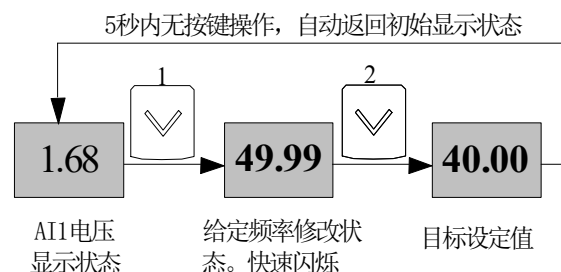 5秒内无按键操作，自动返回初始显示状态
1
2
1.68
49.99
40.00
AI1电压
显示状态
给定频率修改状
态。快速闪烁
目标设定值